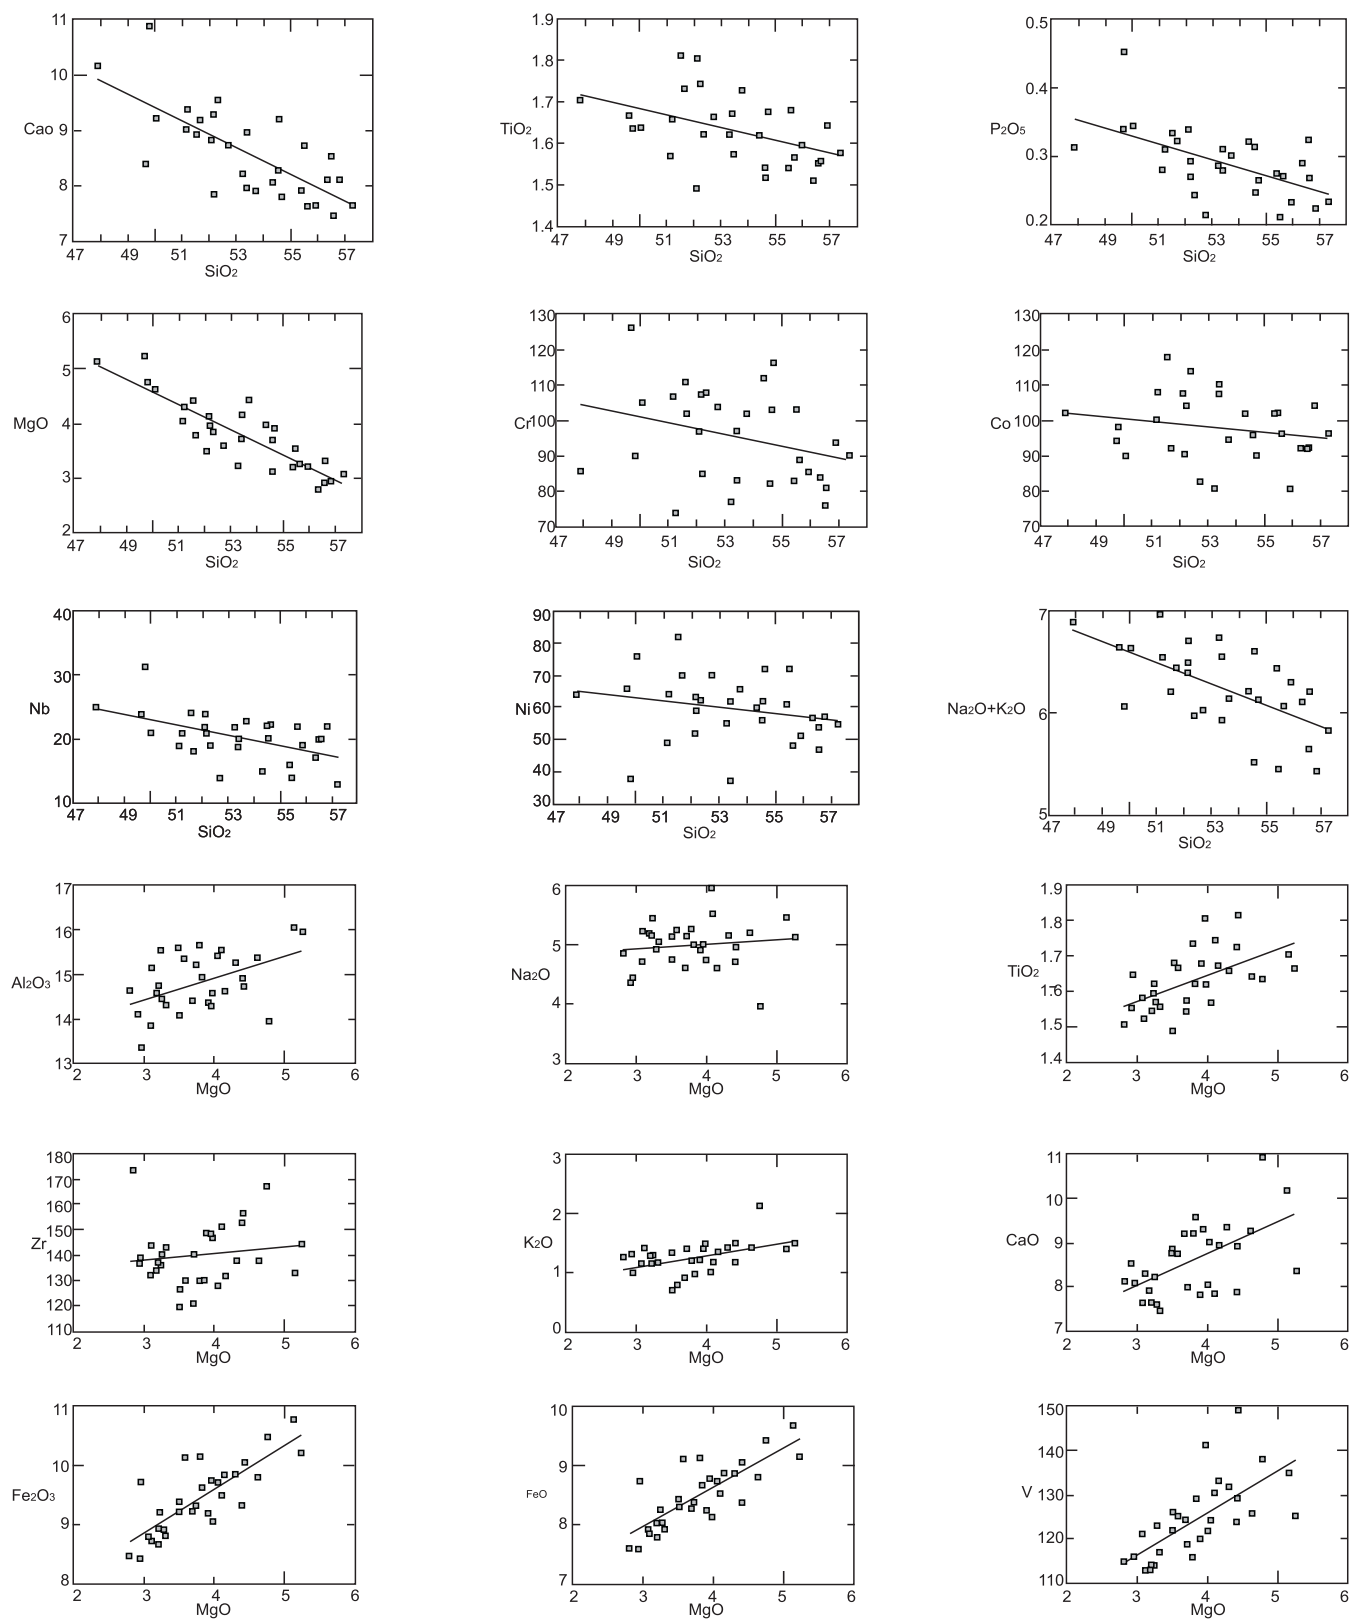 11
10
Cao 9
8
7
47 49 51 53 55 57
SiO2
1.9
1.8
1.7
TiO2
1.6
1.5
1.4
47 49 51 53 55 57
SiO2
0.5
0.4
P2O5
0.3
0.2
47 49 51 53 55 57
SiO2
6
5
MgO 4
3
2
47 49 51 53 55 57
SiO2
130
120
110
Cr 100
90
80
70
47 49 51 53 55 57
SiO2
130
120
110
Co 100
90
80
70
47 49 51 53 55 57
SiO2
40
30
Nb
20
10
47 49 51 53 55 57
SiO2
90
80
70
Ni 60
50
40
30
47 49 51 53 55 57
SiO2
7
Na2O+K2O 6
5
47 49 51 53 55 57
SiO2
17
16
Al2O3 15
14
13
2 3 4 5 6
MgO
6
5
Na2O
4
3
2 3 4 5 6
MgO
1.9
1.8
1.7
TiO2
1.6
1.5
1.4
2 3 4 5 6
MgO
180
170
160
150
Zr
140
130
120
110
2 3 4 5 6
MgO
3
2
K2O
1
0
2 3 4 5 6
MgO
11
10
CaO 9
8
7
2 3 4 5 6
MgO
11
10
Fe2O3
9
8
2 3 4 5 6
MgO
10
9
FeO
8
7
2 3 4 5 6
MgO
150
140
V 130
120
110
2 3 4 5 6
MgO